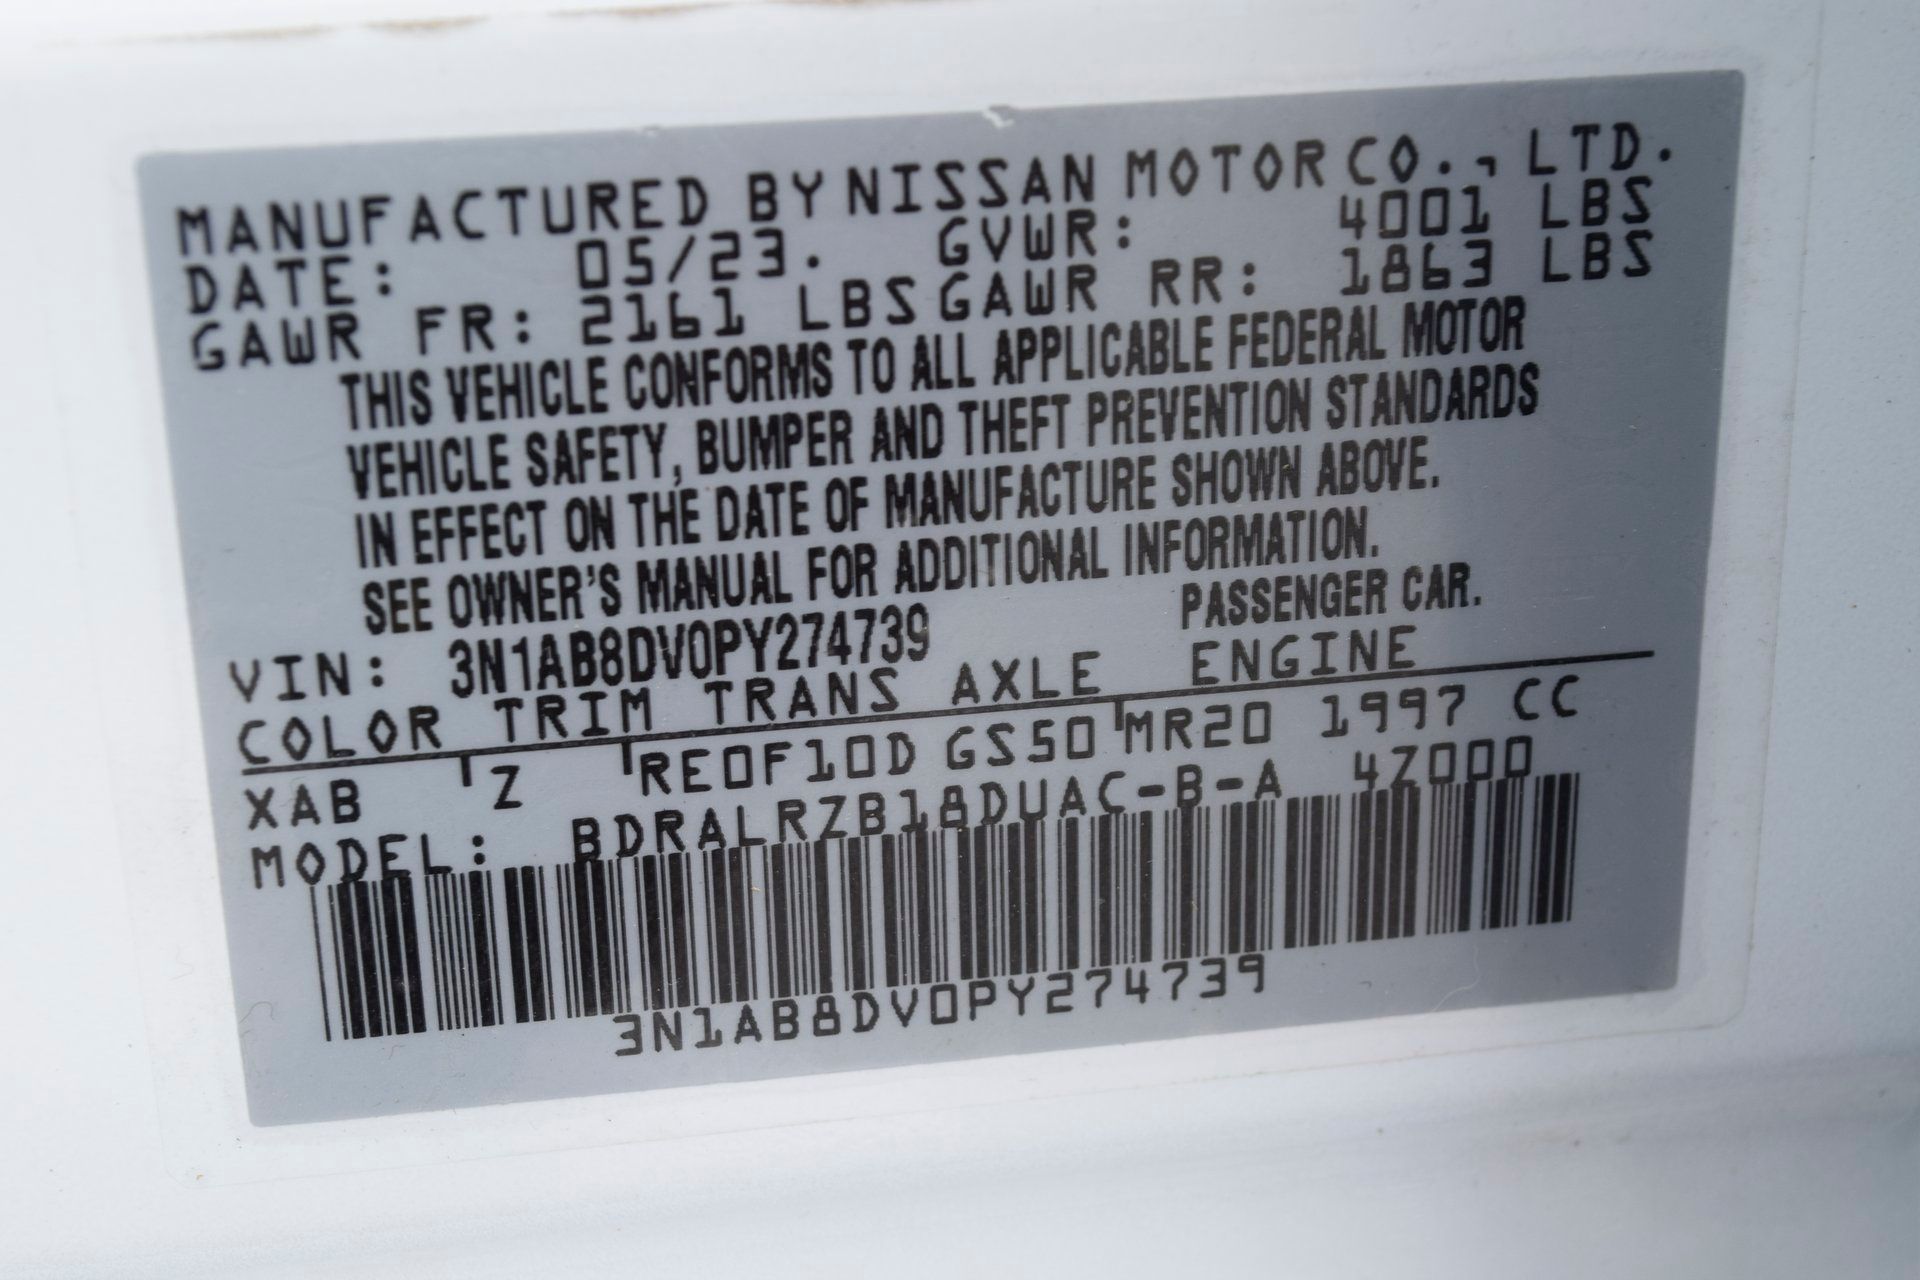 MANUFACTURED BY NISSAN MOTOR CO., LTD.
DATE: 05/23. GVWR: 4001 LBS
GAWR FR: 2161 LBS GAWR RR: 1863 LBS
THIS VEHICLE CONFORMS TO ALL APPLICABLE FEDERAL MOTOR
VEHICLE SAFETY, BUMPER AND THEFT PREVENTION STANDARDS
IN EFFECT ON THE DATE OF MANUFACTURE SHOWN ABOVE.
SEE OWNER'S MANUAL FOR ADDITIONAL INFORMATION.
VIN: 3N1AB8DV0PY274739 PASSENGER CAR.
COLOR TRIM TRANS AXLE ENGINE
XAB Z RE0F10D GS50 MR20 1997 CC
MODEL: BDRALRZB18DUAC-B-A 4Z000
3N1AB8DV0PY274739